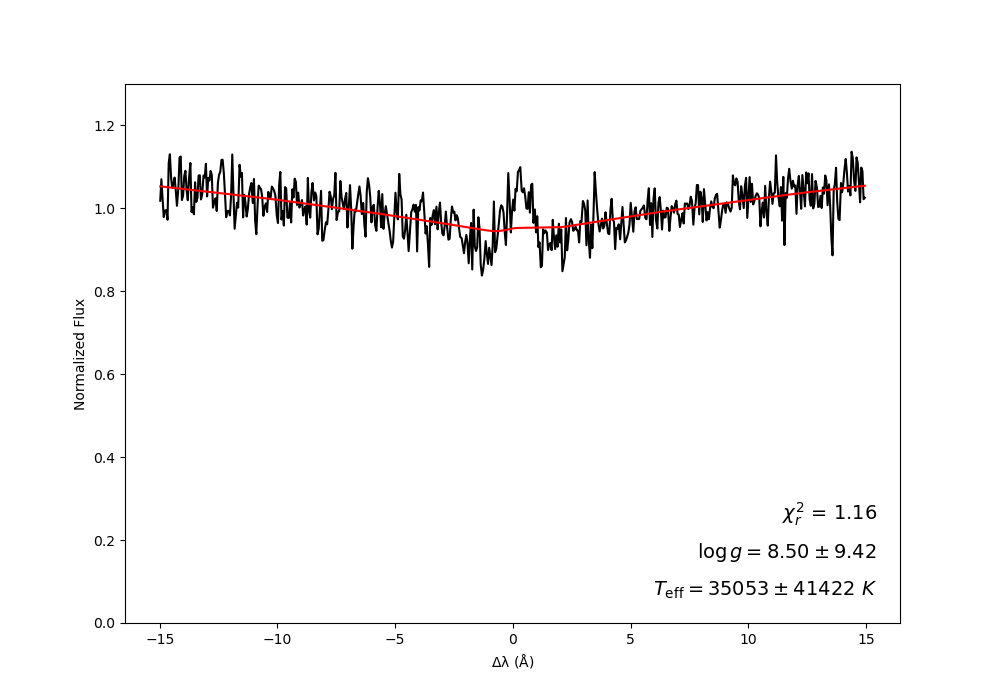 1.2
1.0
0.8
0.6
0.4
0.2
0.0
Normalized Flux
χ²ᵣ = 1.16
log g = 8.50 ± 9.42
T_eff = 35053 ± 41422 K
−15 −10 −5 0 5 10 15
Δλ (Å)